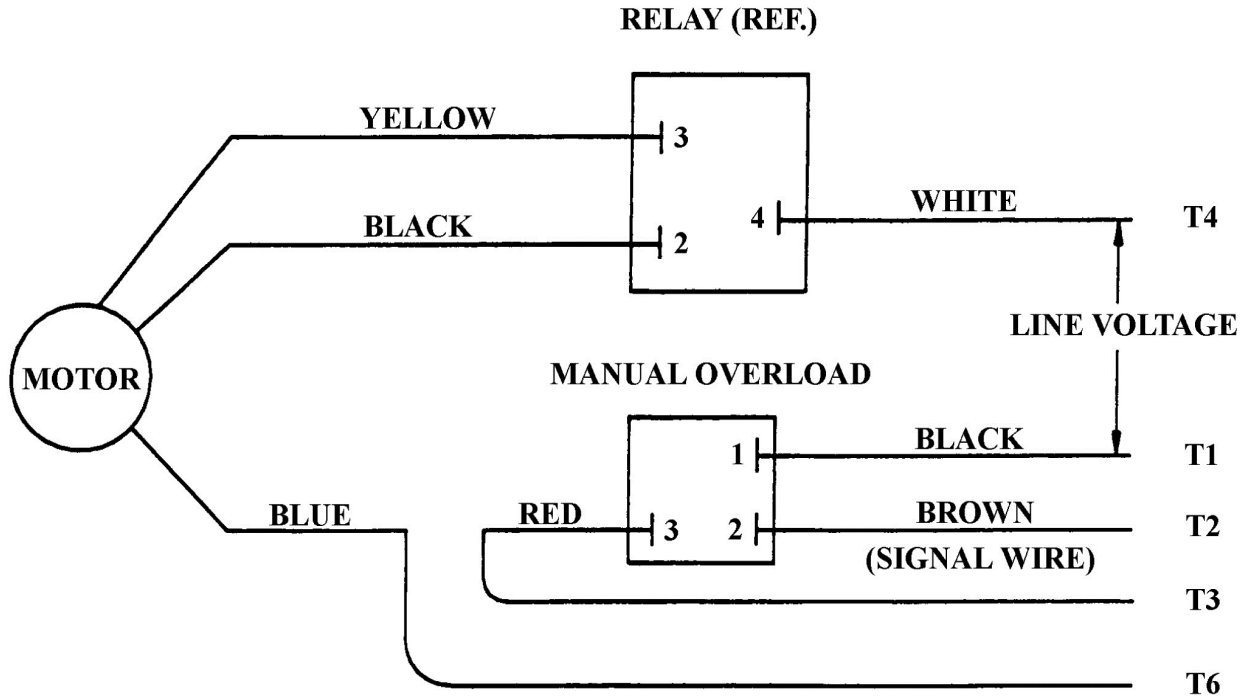 RELAY (REF.)
YELLOW
3
BLACK
2
4
WHITE
T4
LINE VOLTAGE
MOTOR
MANUAL OVERLOAD
1
BLACK
T1
BLUE
RED
3
2
BROWN
T2
(SIGNAL WIRE)
T3
T6